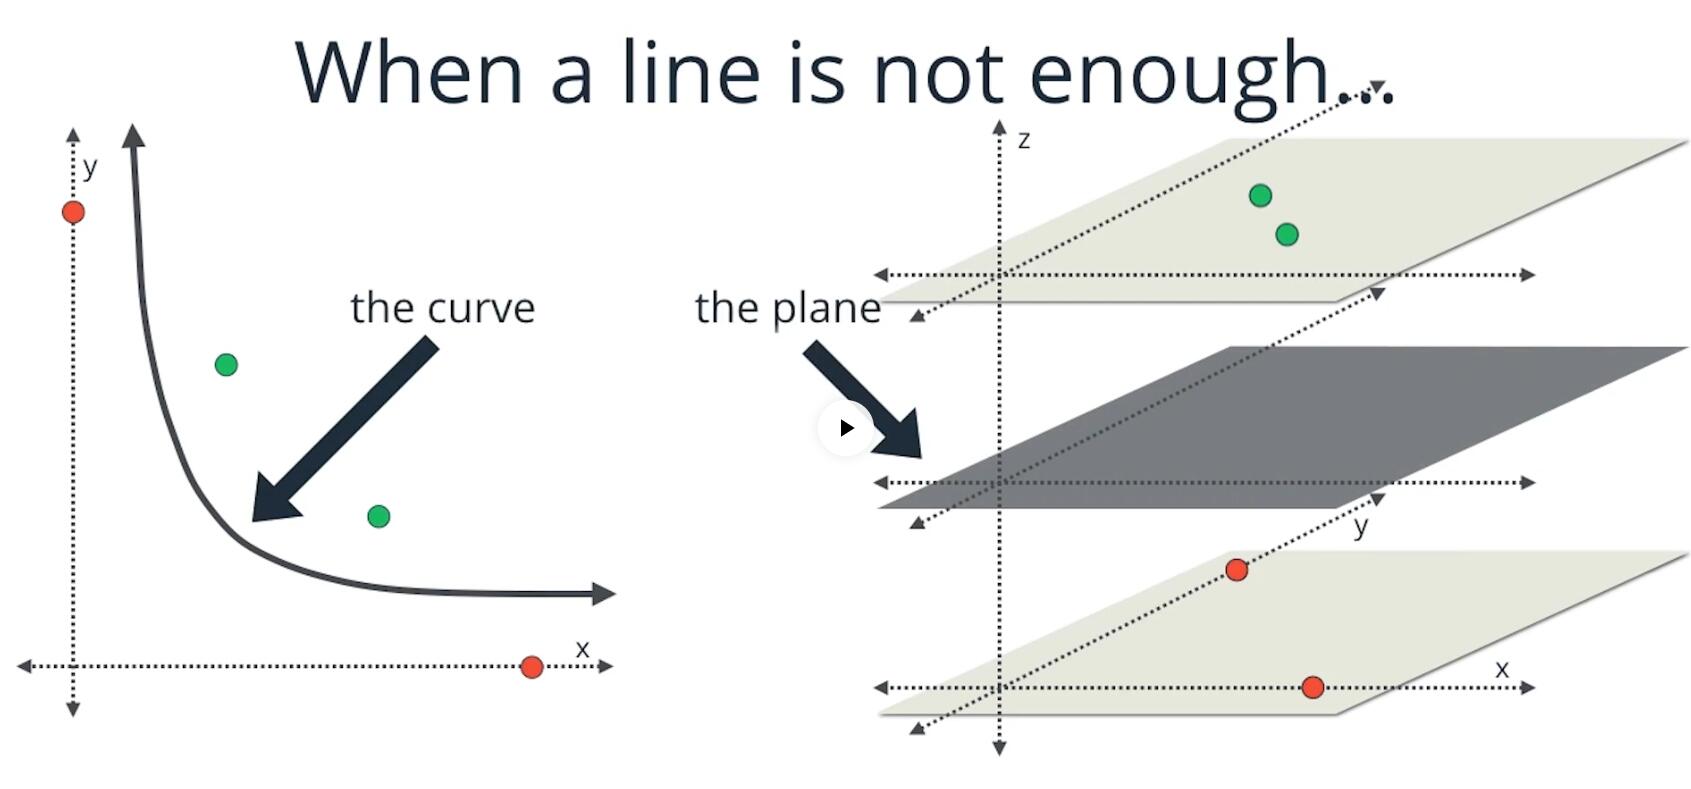 When a line is not enough...
y
the curve
x
z
the plane
y
x